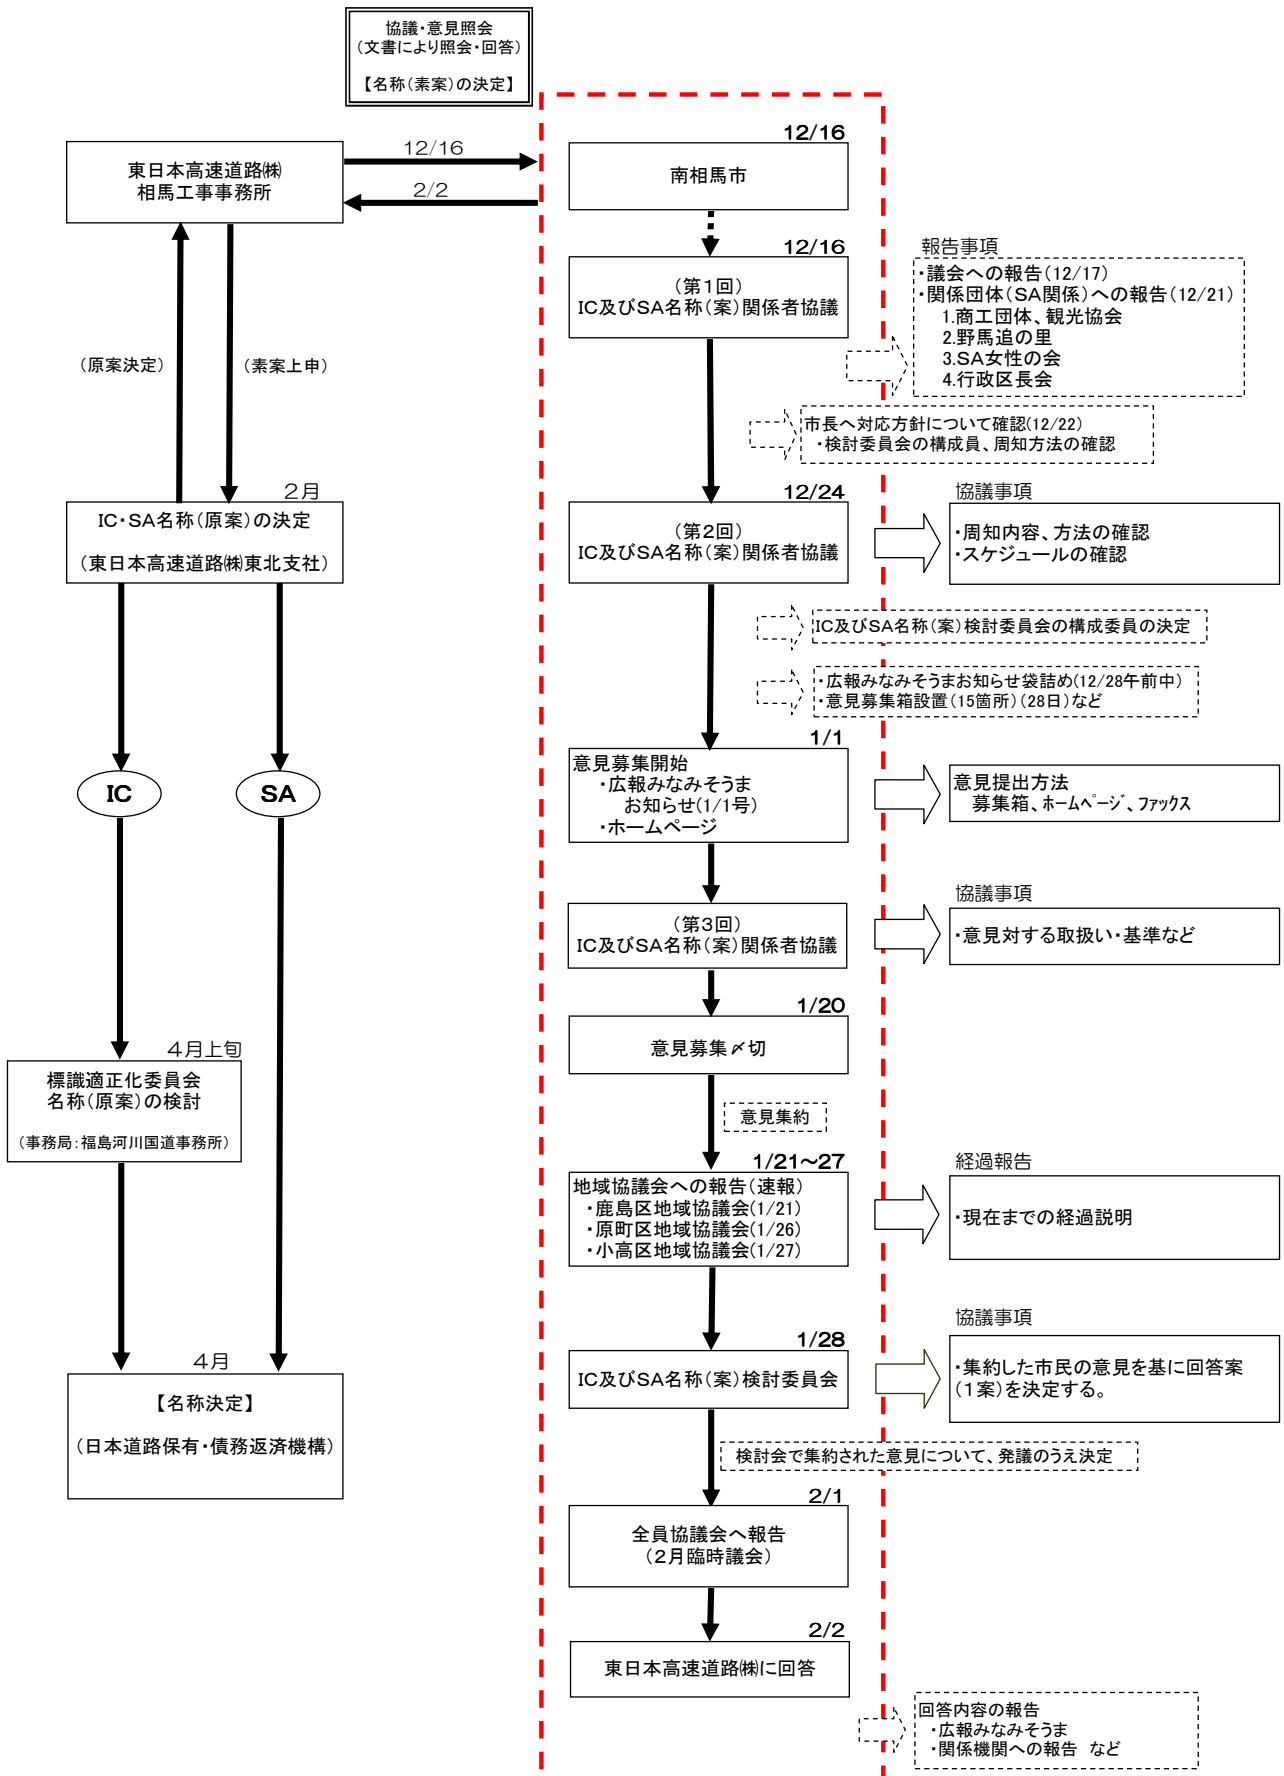 協議・意見照会
(文書により照会・回答)
【名称(素案)の決定】
東日本高速道路㈱
相馬工事事務所
12/16
2/2
(原案決定)
(素案上申)
2月
IC・SA名称(原案)の決定
(東日本高速道路㈱東北支社)
IC
SA
4月上旬
標識適正化委員会
名称(原案)の検討
(事務局:福島河川国道事務所)
4月
【名称決定】
(日本道路保有・債務返済機構)
12/16
南相馬市
12/16
(第1回)
IC及びSA名称(案)関係者協議
報告事項
・議会への報告(12/17)
・関係団体(SA関係)への報告(12/21)
1.商工団体、観光協会
2.野馬追の里
3.SA女性の会
4.行政区長会
市長へ対応方針について確認(12/22)
・検討委員会の構成員、周知方法の確認
12/24
(第2回)
IC及びSA名称(案)関係者協議
協議事項
・周知内容、方法の確認
・スケジュールの確認
IC及びSA名称(案)検討委員会の構成委員の決定
・広報みなみそうまお知らせ袋詰め(12/28午前中)
・意見募集箱設置(15箇所)(28日)など
1/1
意見募集開始
・広報みなみそうま
お知らせ(1/1号)
・ホームページ
意見提出方法
募集箱、ホームページ、ファックス
(第3回)
IC及びSA名称(案)関係者協議
協議事項
・意見対する取扱い・基準など
1/20
意見募集〆切
意見集約
1/21~27
地域協議会への報告(速報)
・鹿島区地域協議会(1/21)
・原町区地域協議会(1/26)
・小高区地域協議会(1/27)
経過報告
・現在までの経過説明
1/28
IC及びSA名称(案)検討委員会
協議事項
・集約した市民の意見を基に回答案
(1案)を決定する。
検討会で集約された意見について、発議のうえ決定
2/1
全員協議会へ報告
(2月臨時議会)
2/2
東日本高速道路㈱に回答
回答内容の報告
・広報みなみそうま
・関係機関への報告 など